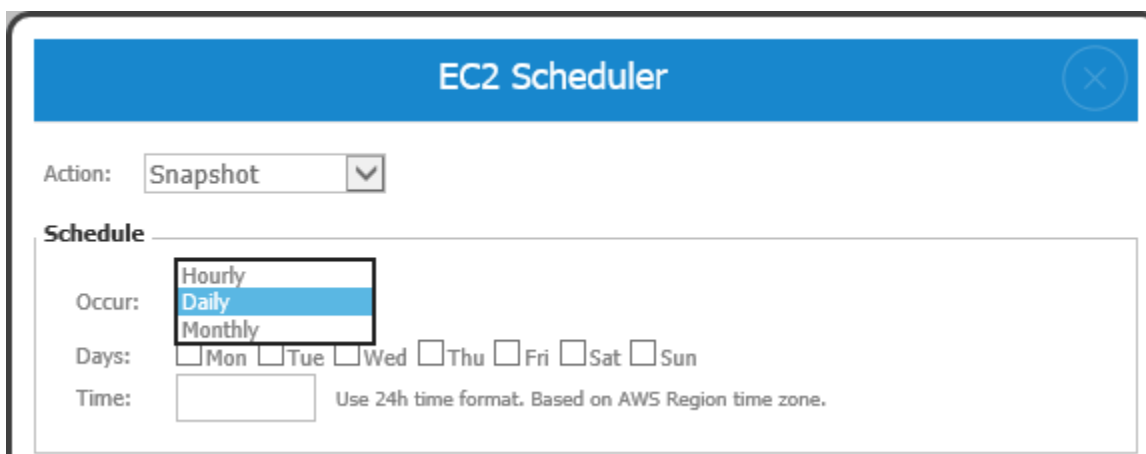 EC2 Scheduler
Action: Snapshot
Schedule
Hourly
Occur: Daily
Monthly
Days: Mon Tue Wed Thu Fri Sat Sun
Time: Use 24h time format. Based on AWS Region time zone.